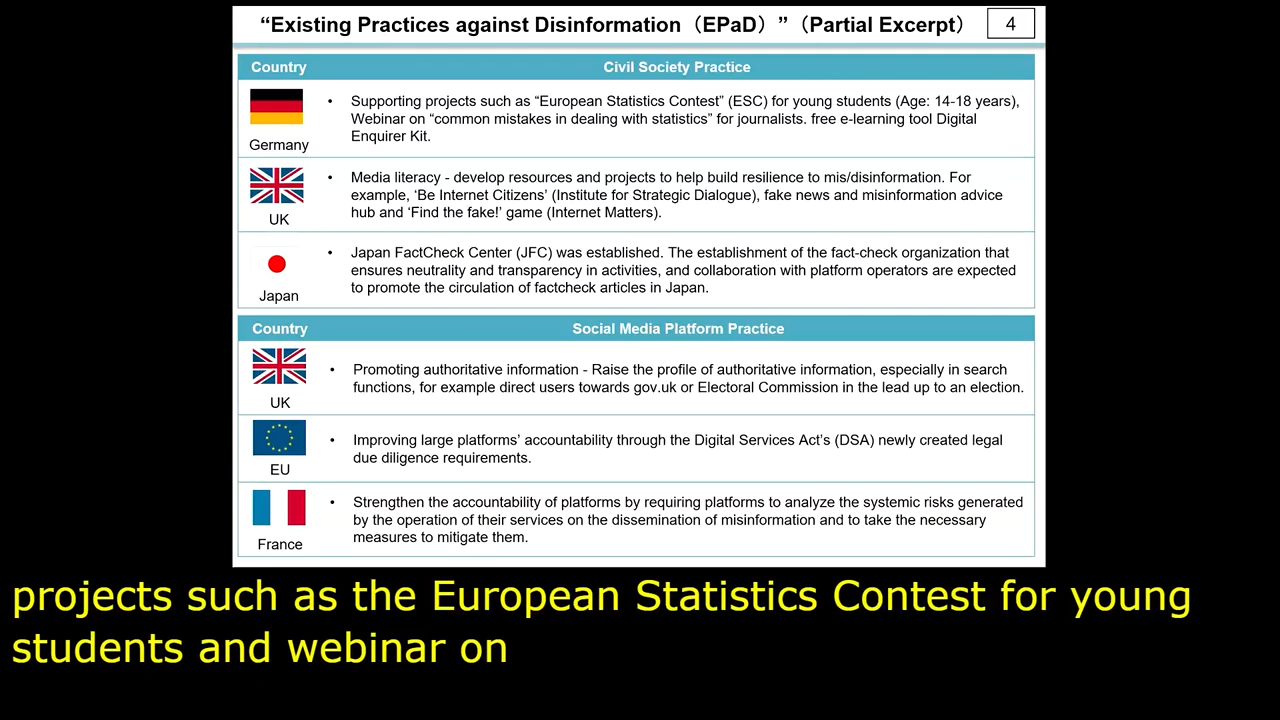 “Existing Practices against Disinformation（EPaD）”（Partial Excerpt）
4
Country
Civil Society Practice
Germany
• Supporting projects such as “European Statistics Contest” (ESC) for young students (Age: 14-18 years),
Webinar on “common mistakes in dealing with statistics” for journalists. free e-learning tool Digital
Enquirer Kit.
UK
• Media literacy - develop resources and projects to help build resilience to mis/disinformation. For
example, ‘Be Internet Citizens’ (Institute for Strategic Dialogue), fake news and misinformation advice
hub and ‘Find the fake!’ game (Internet Matters).
Japan
• Japan FactCheck Center (JFC) was established. The establishment of the fact-check organization that
ensures neutrality and transparency in activities, and collaboration with platform operators are expected
to promote the circulation of factcheck articles in Japan.
Country
Social Media Platform Practice
UK
• Promoting authoritative information - Raise the profile of authoritative information, especially in search
functions, for example direct users towards gov.uk or Electoral Commission in the lead up to an election.
EU
• Improving large platforms’ accountability through the Digital Services Act’s (DSA) newly created legal
due diligence requirements.
France
• Strengthen the accountability of platforms by requiring platforms to analyze the systemic risks generated
by the operation of their services on the dissemination of misinformation and to take the necessary
measures to mitigate them.
projects such as the European Statistics Contest for young
students and webinar on